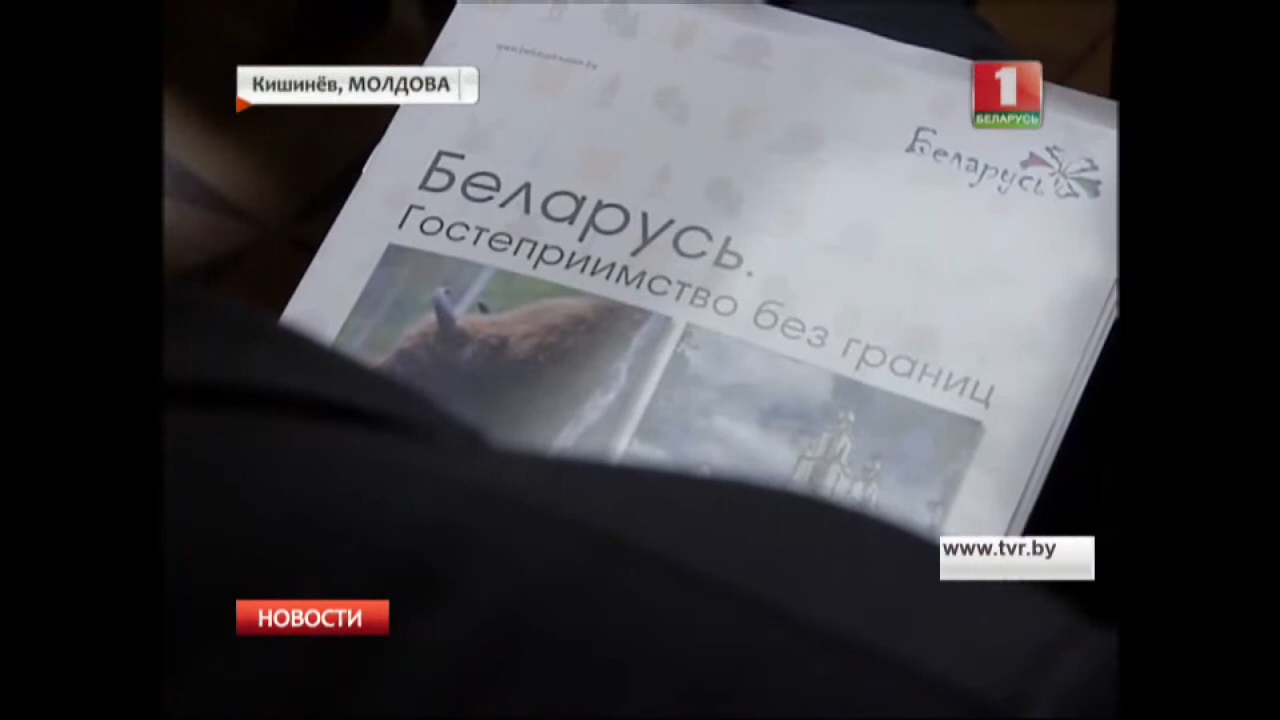 Кишинёв, МОЛДОВА
1
БЕЛАРУСЬ
Беларусь
Беларусь.
Гостеприимство без границ
www.tvr.by
НОВОСТИ